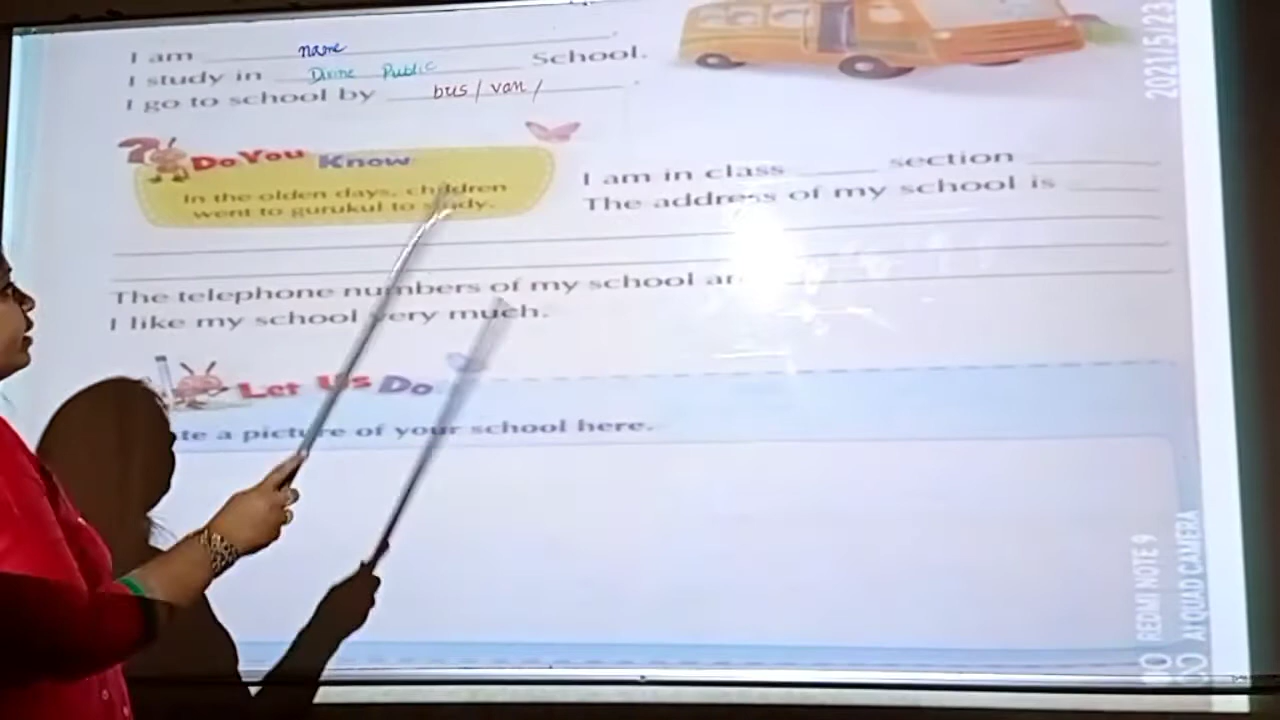 I am name .
I study in Divine Public School.
I go to school by bus / van / .
Do You Know
In the olden days, children
went to gurukul to study.
I am in class ____ section ____
The address of my school is ____
The telephone numbers of my school are
I like my school very much.
Let Us Do
a picture of your school here.
2021/5/23
REDMI NOTE 9
AI QUAD CAMERA